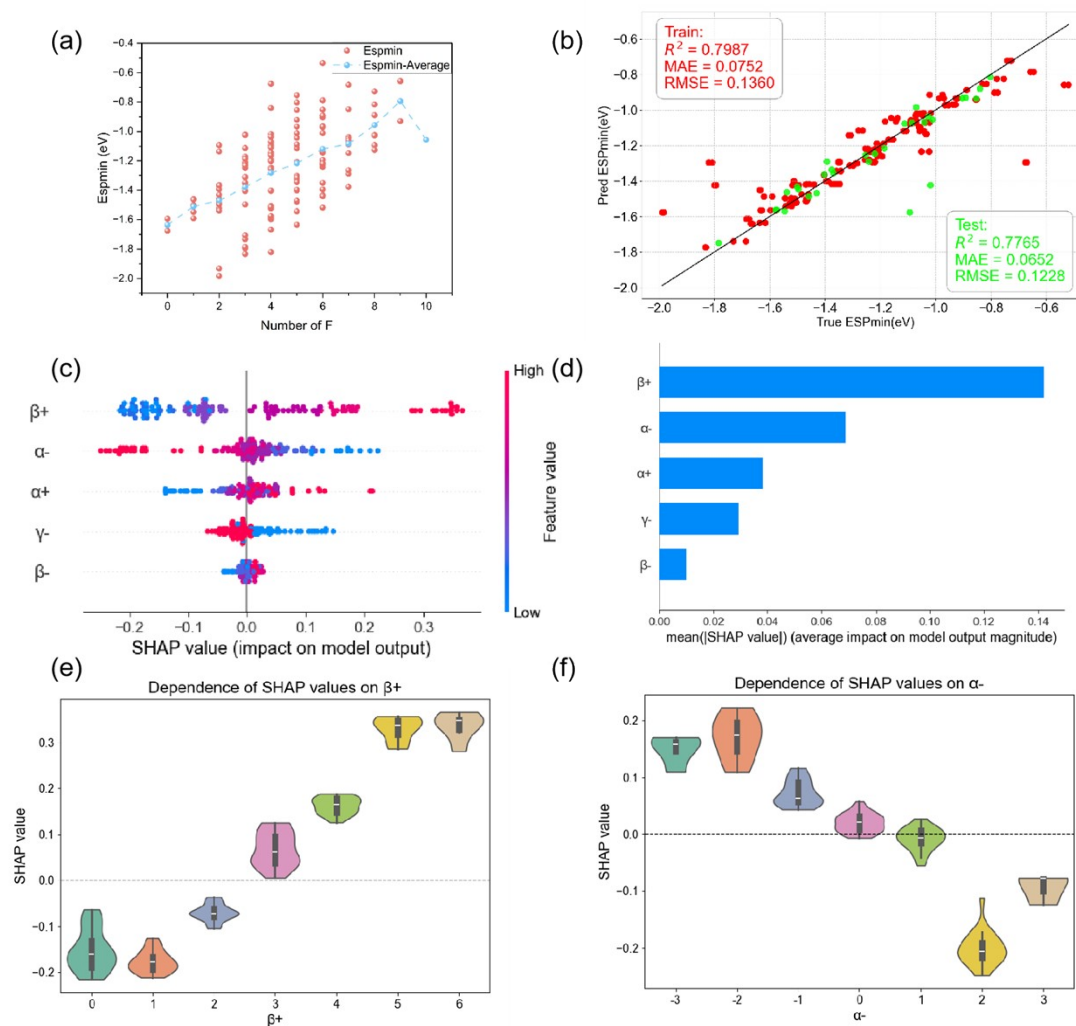 (a)
-0.4
-0.6
-0.8
-1.0
-1.2
-1.4
-1.6
-1.8
-2.0
Espmin (eV)
Espmin
Espmin-Average
0 2 4 6 8 10
Number of F
(b)
-0.6
-0.8
-1.0
-1.2
-1.4
-1.6
-1.8
-2.0
Pred ESPmin(eV)
Train:
R² = 0.7987
MAE = 0.0752
RMSE = 0.1360
Test:
R² = 0.7765
MAE = 0.0652
RMSE = 0.1228
-2.0 -1.8 -1.6 -1.4 -1.2 -1.0 -0.8 -0.6
True ESPmin(eV)
(c)
β+
α-
α+
γ-
β-
-0.2 -0.1 0.0 0.1 0.2 0.3
SHAP value (impact on model output)
High
Feature value
Low
(d)
β+
α-
α+
γ-
β-
0.00 0.02 0.04 0.06 0.08 0.10 0.12 0.14
mean(|SHAP value|) (average impact on model output magnitude)
(e)
Dependence of SHAP values on β+
0.3
0.2
0.1
0.0
-0.1
-0.2
SHAP value
0 1 2 3 4 5 6
β+
(f)
Dependence of SHAP values on α-
0.2
0.1
0.0
-0.1
-0.2
SHAP value
-3 -2 -1 0 1 2 3
α-